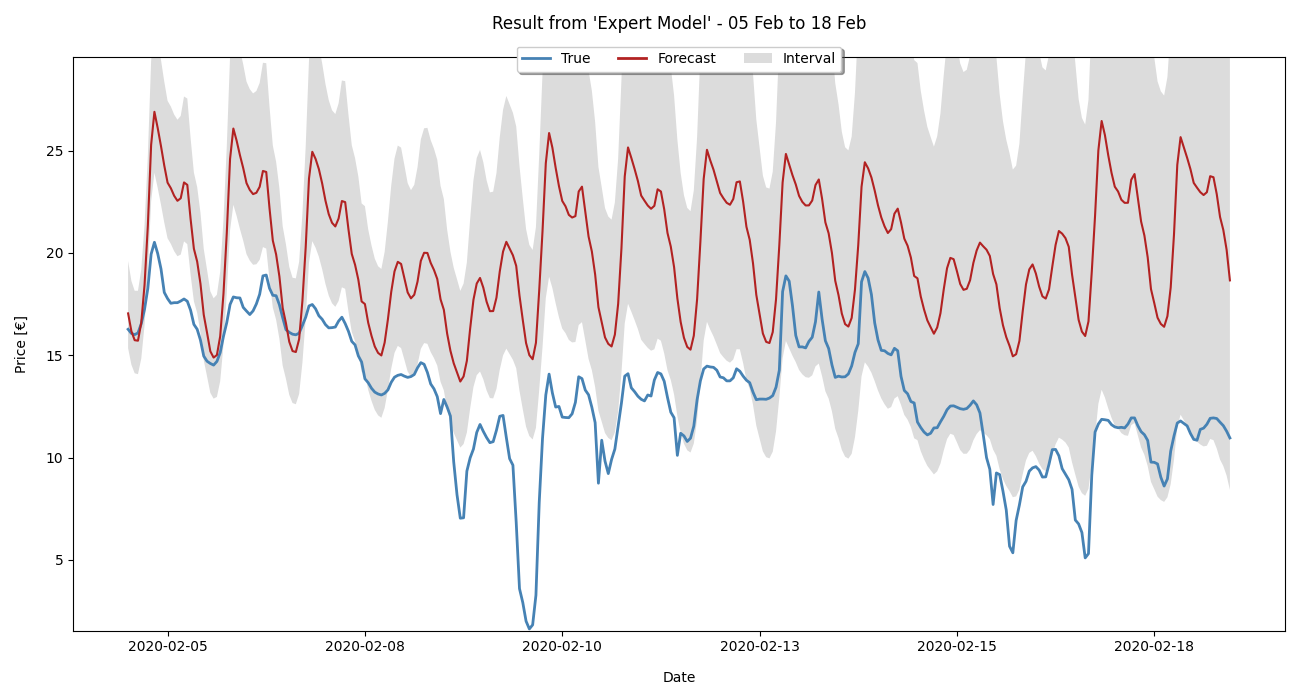 Result from 'Expert Model' - 05 Feb to 18 Feb
True Forecast Interval
25
20
15
10
5
Price [€]
2020-02-05 2020-02-08 2020-02-10 2020-02-13 2020-02-15 2020-02-18
Date